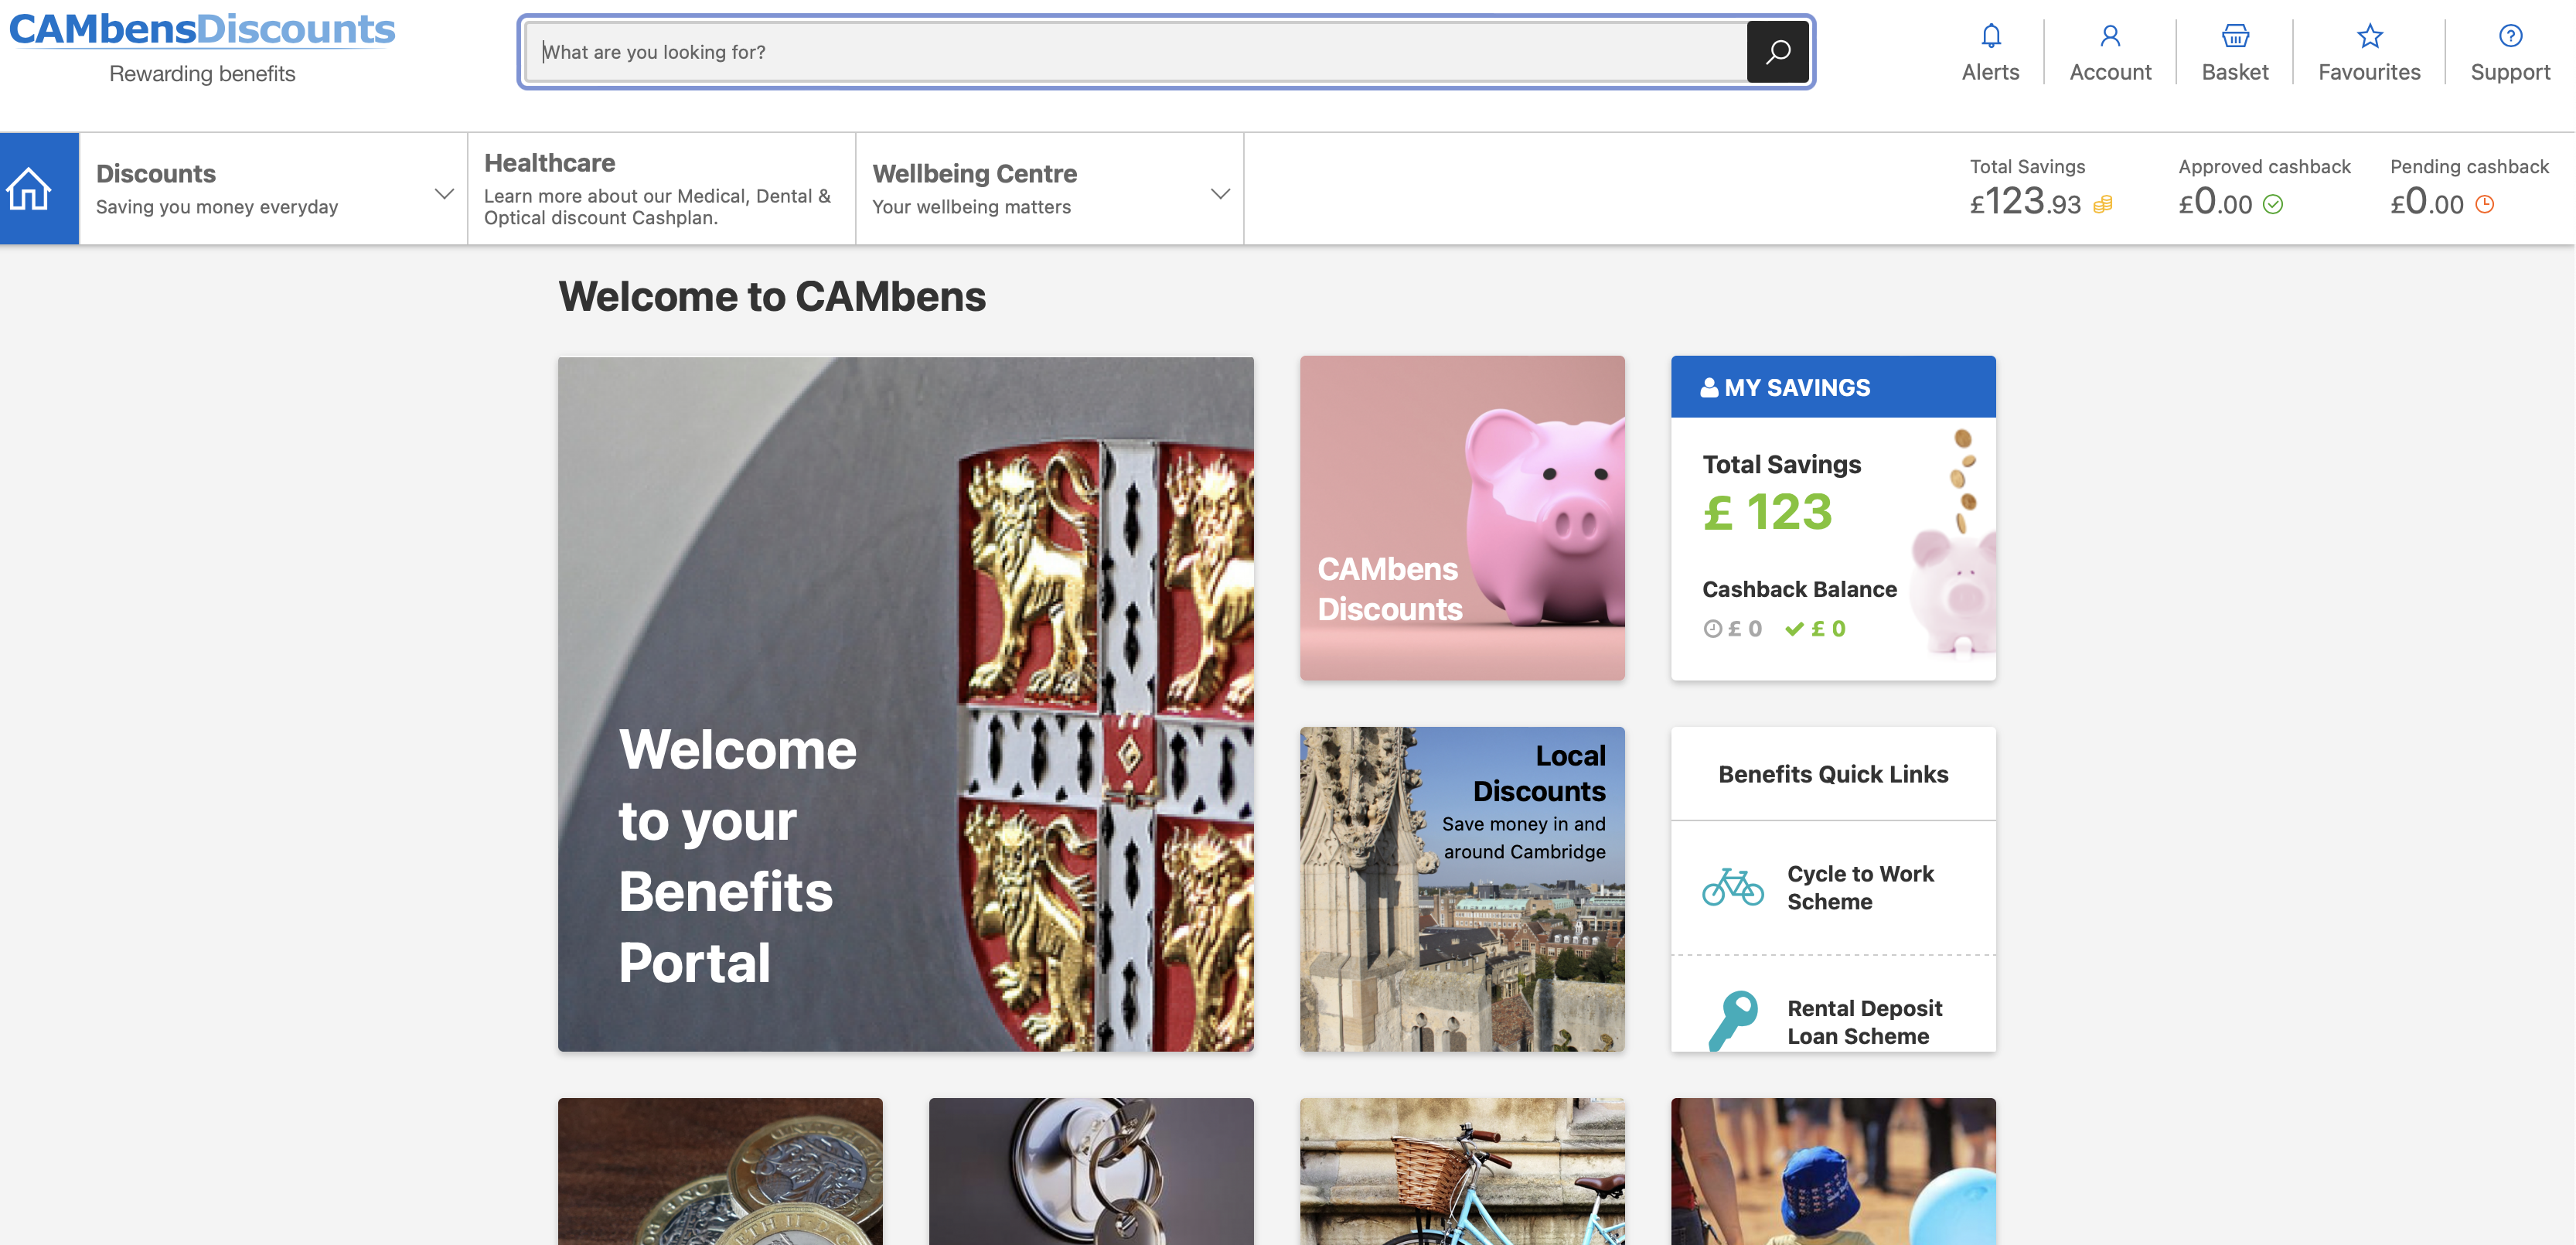 CAMbensDiscounts
Rewarding benefits
What are you looking for?
Alerts
Account
Basket
Favourites
Support
Discounts
Saving you money everyday
Healthcare
Learn more about our Medical, Dental &
Optical discount Cashplan.
Wellbeing Centre
Your wellbeing matters
Total Savings
£123.93
Approved cashback
£0.00
Pending cashback
£0.00
Welcome to CAMbens
Welcome
to your
Benefits
Portal
CAMbens
Discounts
MY SAVINGS
Total Savings
£ 123
Cashback Balance
£ 0 £ 0
Local
Discounts
Save money in and
around Cambridge
Benefits Quick Links
Cycle to Work
Scheme
Rental Deposit
Loan Scheme